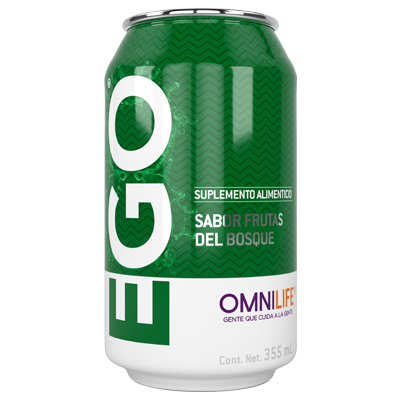 EGO®
SUPLEMENTO ALIMENTICIO
SABOR FRUTAS
DEL BOSQUE
OMNILIFE®
GENTE QUE CUIDA A LA GENTE
Cont. Net. 355 mL